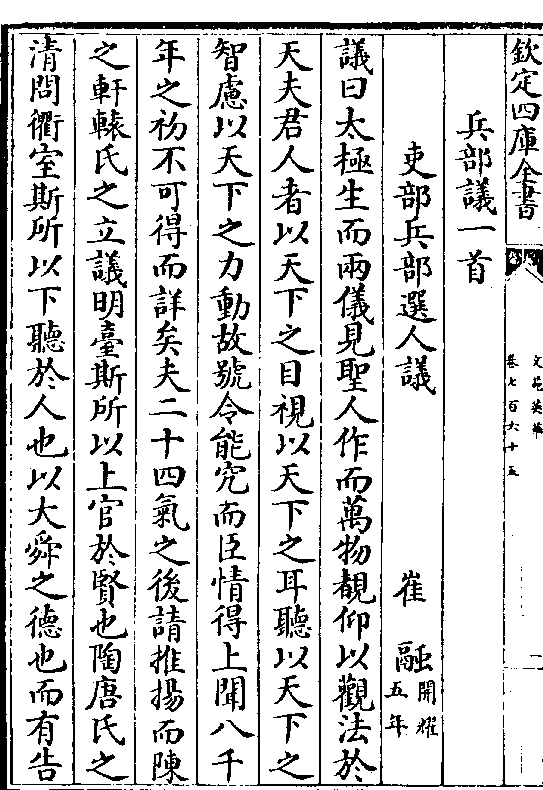 欽定四庫全書
文苑英華
卷七百六十五
二
兵部議一首
吏部兵部選人議 崔融
開耀
五年
議曰太極生而兩儀見聖人作而萬物覩仰以觀法於
天夫君人者以天下之目視以天下之耳聽以天下之
智慮以天下之力動故號令能究而臣情得上聞八千
年之初不可得而詳矣夫二十四氣之後請推揚而陳
之軒轅氏之立議明臺斯所以上官於賢也陶唐氏之
清問衢室斯所以下聽於人也以大舜之德也而有告